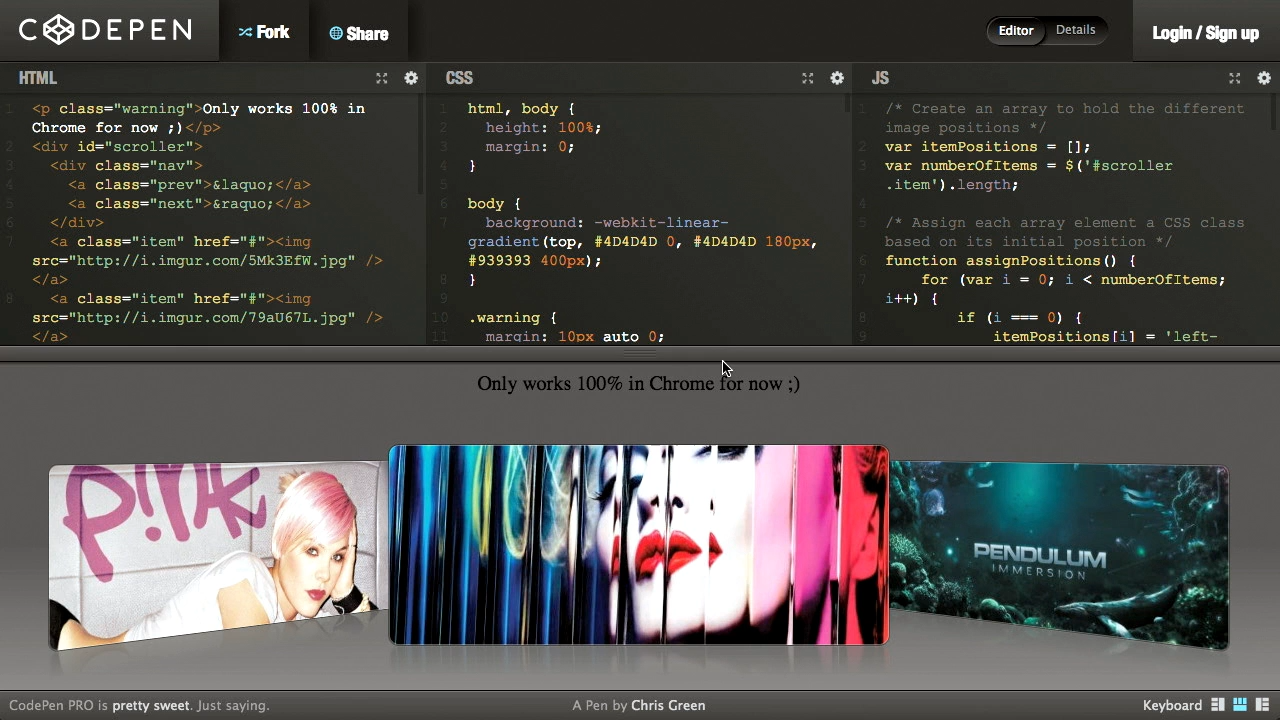 CODEPEN
Fork
Share
Editor
Details
Login / Sign up
HTML
1 <p class="warning">Only works 100% in
Chrome for now ;)</p>
2 <div id="scroller">
3 <div class="nav">
4 <a class="prev">&laquo;</a>
5 <a class="next">&raquo;</a>
6 </div>
7 <a class="item" href="#"><img
src="http://i.imgur.com/5Mk3EfW.jpg" />
</a>
8 <a class="item" href="#"><img
src="http://i.imgur.com/79aU67L.jpg" />
</a>
CSS
1 html, body {
2 height: 100%;
3 margin: 0;
4 }
5
6 body {
7 background: -webkit-linear-
gradient(top, #4D4D4D 0, #4D4D4D 180px,
#939393 400px);
8 }
9
10 .warning {
11 margin: 10px auto 0;
JS
1 /* Create an array to hold the different
image positions */
2 var itemPositions = [];
3 var numberOfItems = $('#scroller
.item').length;
4
5 /* Assign each array element a CSS class
based on its initial position */
6 function assignPositions() {
7 for (var i = 0; i < numberOfItems;
i++) {
8 if (i === 0) {
9 itemPositions[i] = 'left-
Only works 100% in Chrome for now ;)
P!nk
PENDULUM
IMMERSION
CodePen PRO is pretty sweet. Just saying.
A Pen by Chris Green
Keyboard